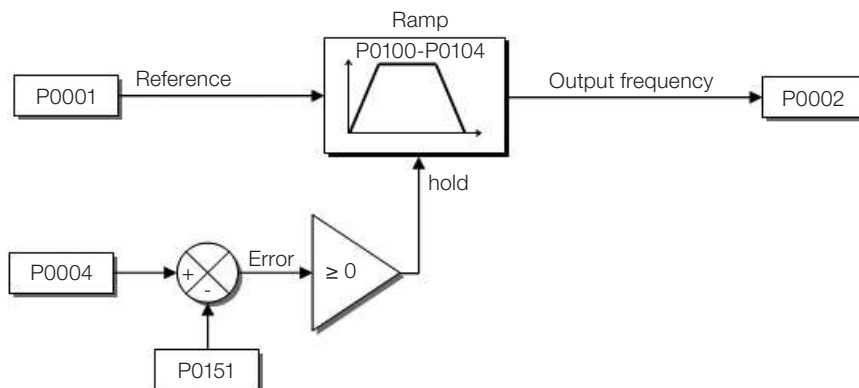 Ramp
P0100-P0104
P0001
Reference
Output frequency
P0002
hold
P0004
+
-
Error
≥ 0
P0151